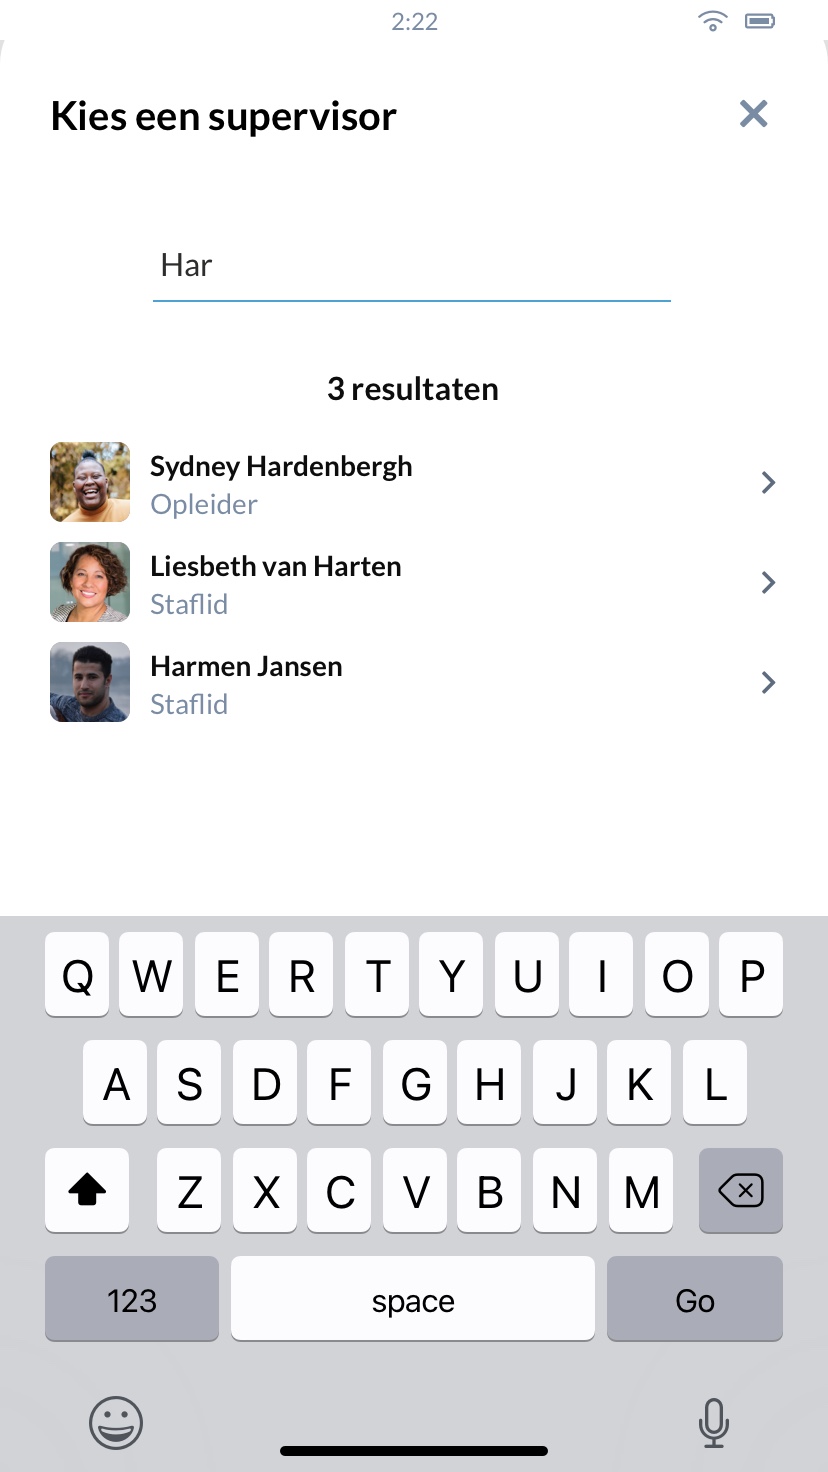 2:22
Kies een supervisor
Har
3 resultaten
Sydney Hardenbergh
Opleider
Liesbeth van Harten
Staflid
Harmen Jansen
Staflid
Q W E R T Y U I O P
A S D F G H J K L
Z X C V B N M
123 space Go